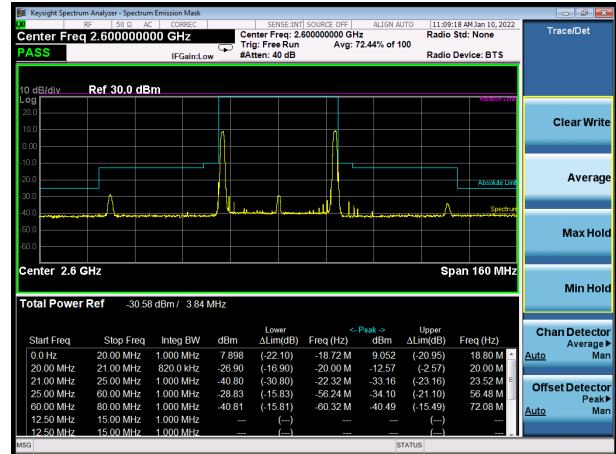 Keysight Spectrum Analyzer - Spectrum Emission Mask
LXI RF 50 Ω AC CORREC SENSE:INT SOURCE OFF ALIGN AUTO 11:09:18 AM Jan 10, 2022
Center Freq 2.600000000 GHz Center Freq: 2.600000000 GHz Radio Std: None
Trig: Free Run Avg: 72.44% of 100
PASS IFGain:Low #Atten: 40 dB Radio Device: BTS
Trace/Det
10 dB/div Ref 30.0 dBm
Log Relative Limit
20.0
10.0
0.00
-10.0
-20.0
Absolute Limit
-30.0
Spectrum
-40.0
-50.0
-60.0
Center 2.6 GHz Span 160 MHz
Clear Write
Average
Max Hold
Min Hold
Total Power Ref -30.58 dBm / 3.84 MHz
Lower <- Peak -> Upper
Start Freq Stop Freq Integ BW dBm ΔLim(dB) Freq (Hz) dBm ΔLim(dB) Freq (Hz)
0.0 Hz 20.00 MHz 1.000 MHz 7.898 (-22.10) -18.72 M 9.052 (-20.95) 18.80 M
20.00 MHz 21.00 MHz 820.0 kHz -26.90 (-16.90) -20.00 M -12.57 (-2.57) 20.00 M
21.00 MHz 25.00 MHz 1.000 MHz -40.80 (-30.80) -22.32 M -33.16 (-23.16) 23.52 M
25.00 MHz 60.00 MHz 1.000 MHz -28.83 (-15.83) -56.24 M -34.10 (-21.10) 56.48 M
60.00 MHz 80.00 MHz 1.000 MHz -40.81 (-15.81) -60.32 M -40.49 (-15.49) 72.08 M
12.50 MHz 15.00 MHz 1.000 MHz --- (---) --- (---)
12.50 MHz 15.00 MHz 1.000 MHz --- (---) --- (---)
Chan Detector
Average
Auto Man
Offset Detector
Peak
Auto Man
MSG STATUS